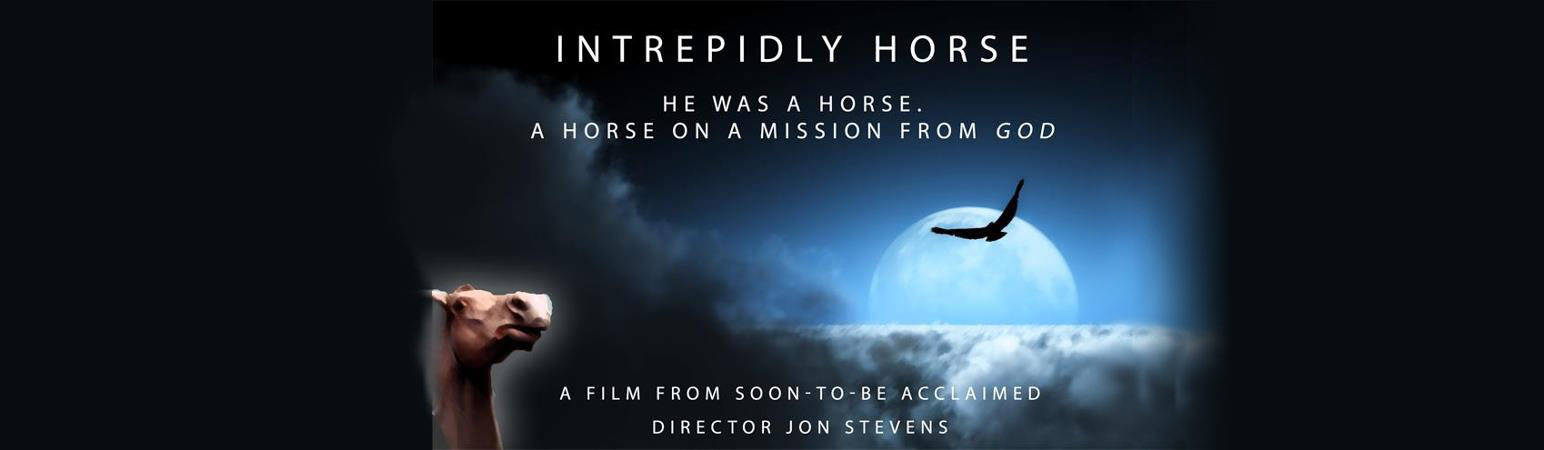 INTREPIDLY HORSE
HE WAS A HORSE.
A HORSE ON A MISSION FROM GOD
A FILM FROM SOON-TO-BE ACCLAIMED
DIRECTOR JON STEVENS